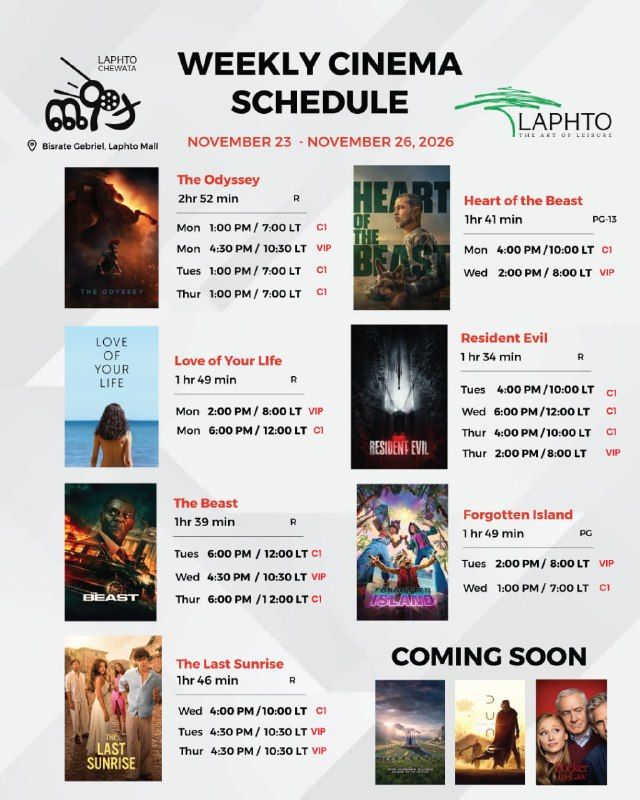 LAPHTO
CHEWATA
WEEKLY CINEMA
SCHEDULE
LAPHTO
THE ART OF LEISURE
Bisrate Gebriel, Laphto Mall
NOVEMBER 23 - NOVEMBER 26, 2026
The Odyssey
2hr 52 min R
Mon 1:00 PM / 7:00 LT C1
Mon 4:30 PM / 10:30 LT VIP
Tues 1:00 PM / 7:00 LT C1
Thur 1:00 PM / 7:00 LT C1
THE ODYSSEY
HEART
OF
THE
BEAST
Heart of the Beast
1hr 41 min PG-13
Mon 4:00 PM /10:00 LT C1
Wed 2:00 PM / 8:00 LT VIP
LOVE
OF
YOUR
LIFE
Love of Your LIfe
1 hr 49 min R
Mon 2:00 PM / 8:00 LT VIP
Mon 6:00 PM / 12:00 LT C1
RESIDENT EVIL
Resident Evil
1 hr 34 min R
Tues 4:00 PM /10:00 LT C1
Wed 6:00 PM /12:00 LT C1
Thur 4:00 PM /10:00 LT C1
Thur 2:00 PM / 8:00 LT VIP
BEAST
The Beast
1hr 39 min R
Tues 6:00 PM / 12:00 LT C1
Wed 4:30 PM / 10:30 LT VIP
Thur 6:00 PM /1 2:00 LT C1
FORGOTTEN
ISLAND
Forgotten Island
1 hr 49 min PG
Tues 2:00 PM / 8:00 LT VIP
Wed 1:00 PM / 7:00 LT C1
THE
LAST
SUNRISE
The Last Sunrise
1hr 46 min R
Wed 4:00 PM /10:00 LT C1
Tues 4:30 PM / 10:30 LT VIP
Thur 4:30 PM / 10:30 LT VIP
COMING SOON